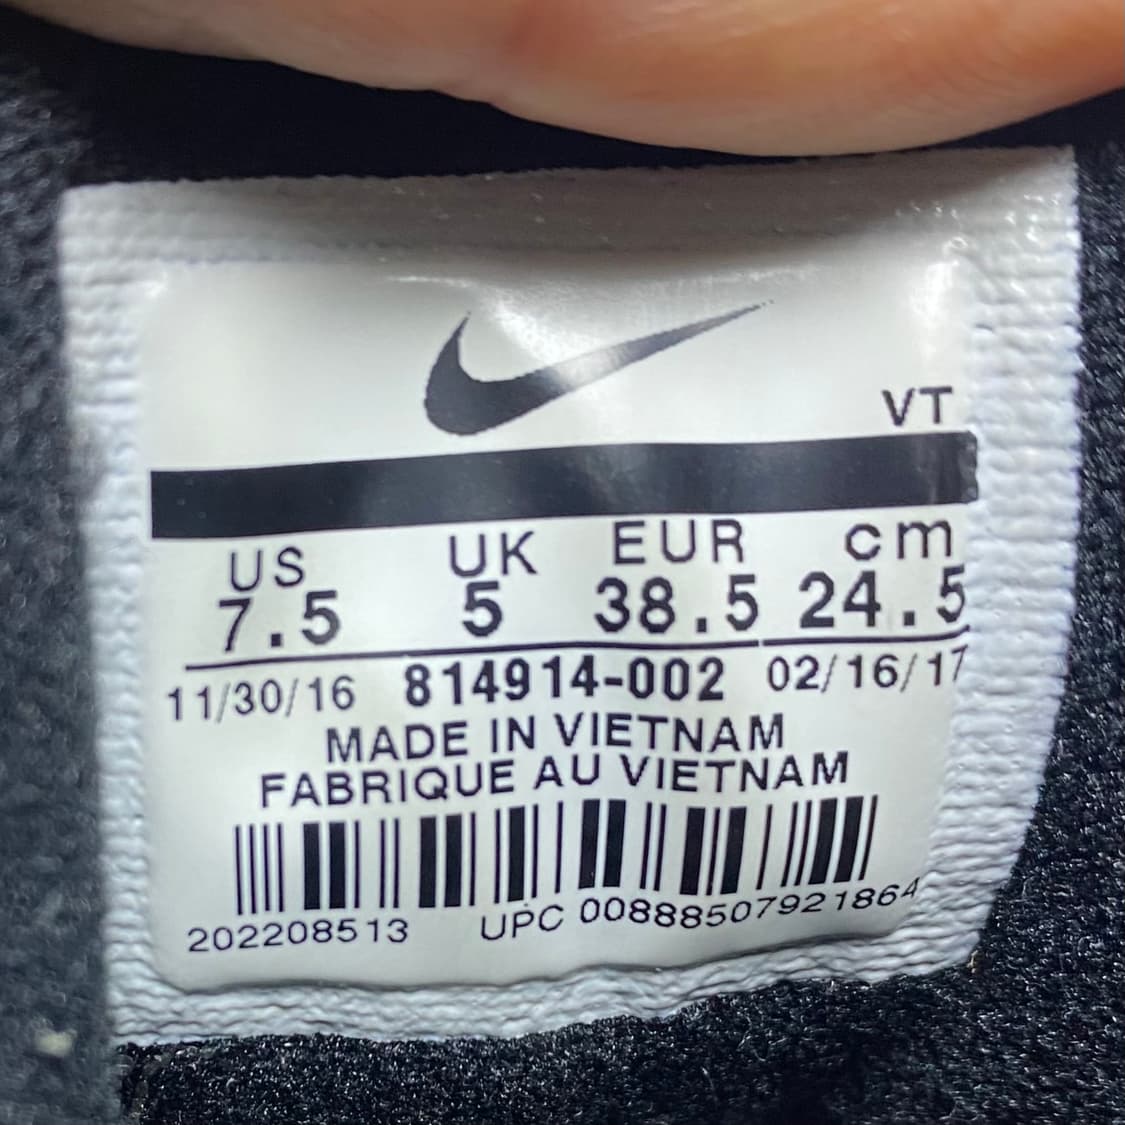 VT
US UK EUR cm
7.5 5 38.5 24.5
11/30/16 814914-002 02/16/17
MADE IN VIETNAM
FABRIQUE AU VIETNAM
202208513 UPC 00888507921864